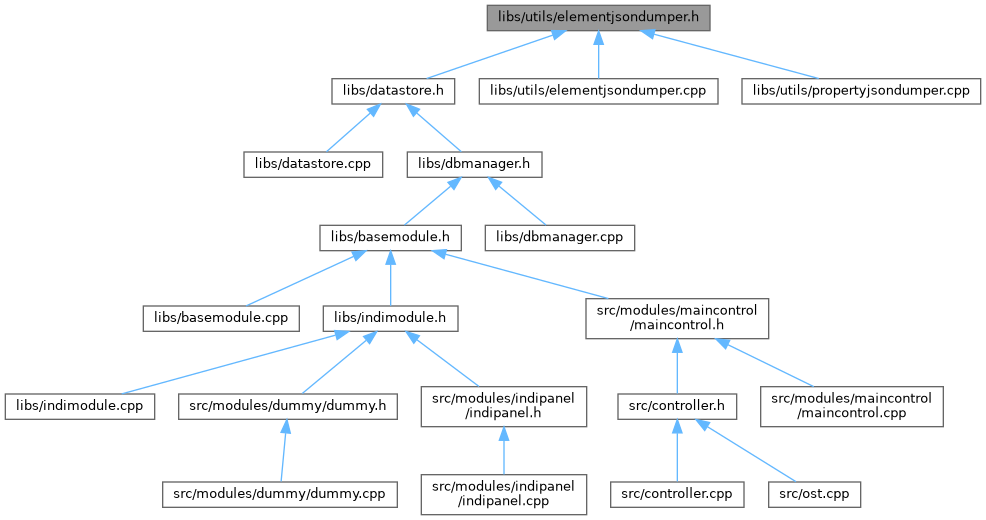 libs/utils/elementjsondumper.h
libs/datastore.h
libs/utils/elementjsondumper.cpp
libs/utils/propertyjsondumper.cpp
libs/datastore.cpp
libs/dbmanager.h
libs/basemodule.h
libs/dbmanager.cpp
libs/basemodule.cpp
libs/indimodule.h
src/modules/maincontrol
/maincontrol.h
libs/indimodule.cpp
src/modules/dummy/dummy.h
src/modules/indipanel
/indipanel.h
src/controller.h
src/modules/maincontrol
/maincontrol.cpp
src/modules/dummy/dummy.cpp
src/modules/indipanel
/indipanel.cpp
src/controller.cpp
src/ost.cpp